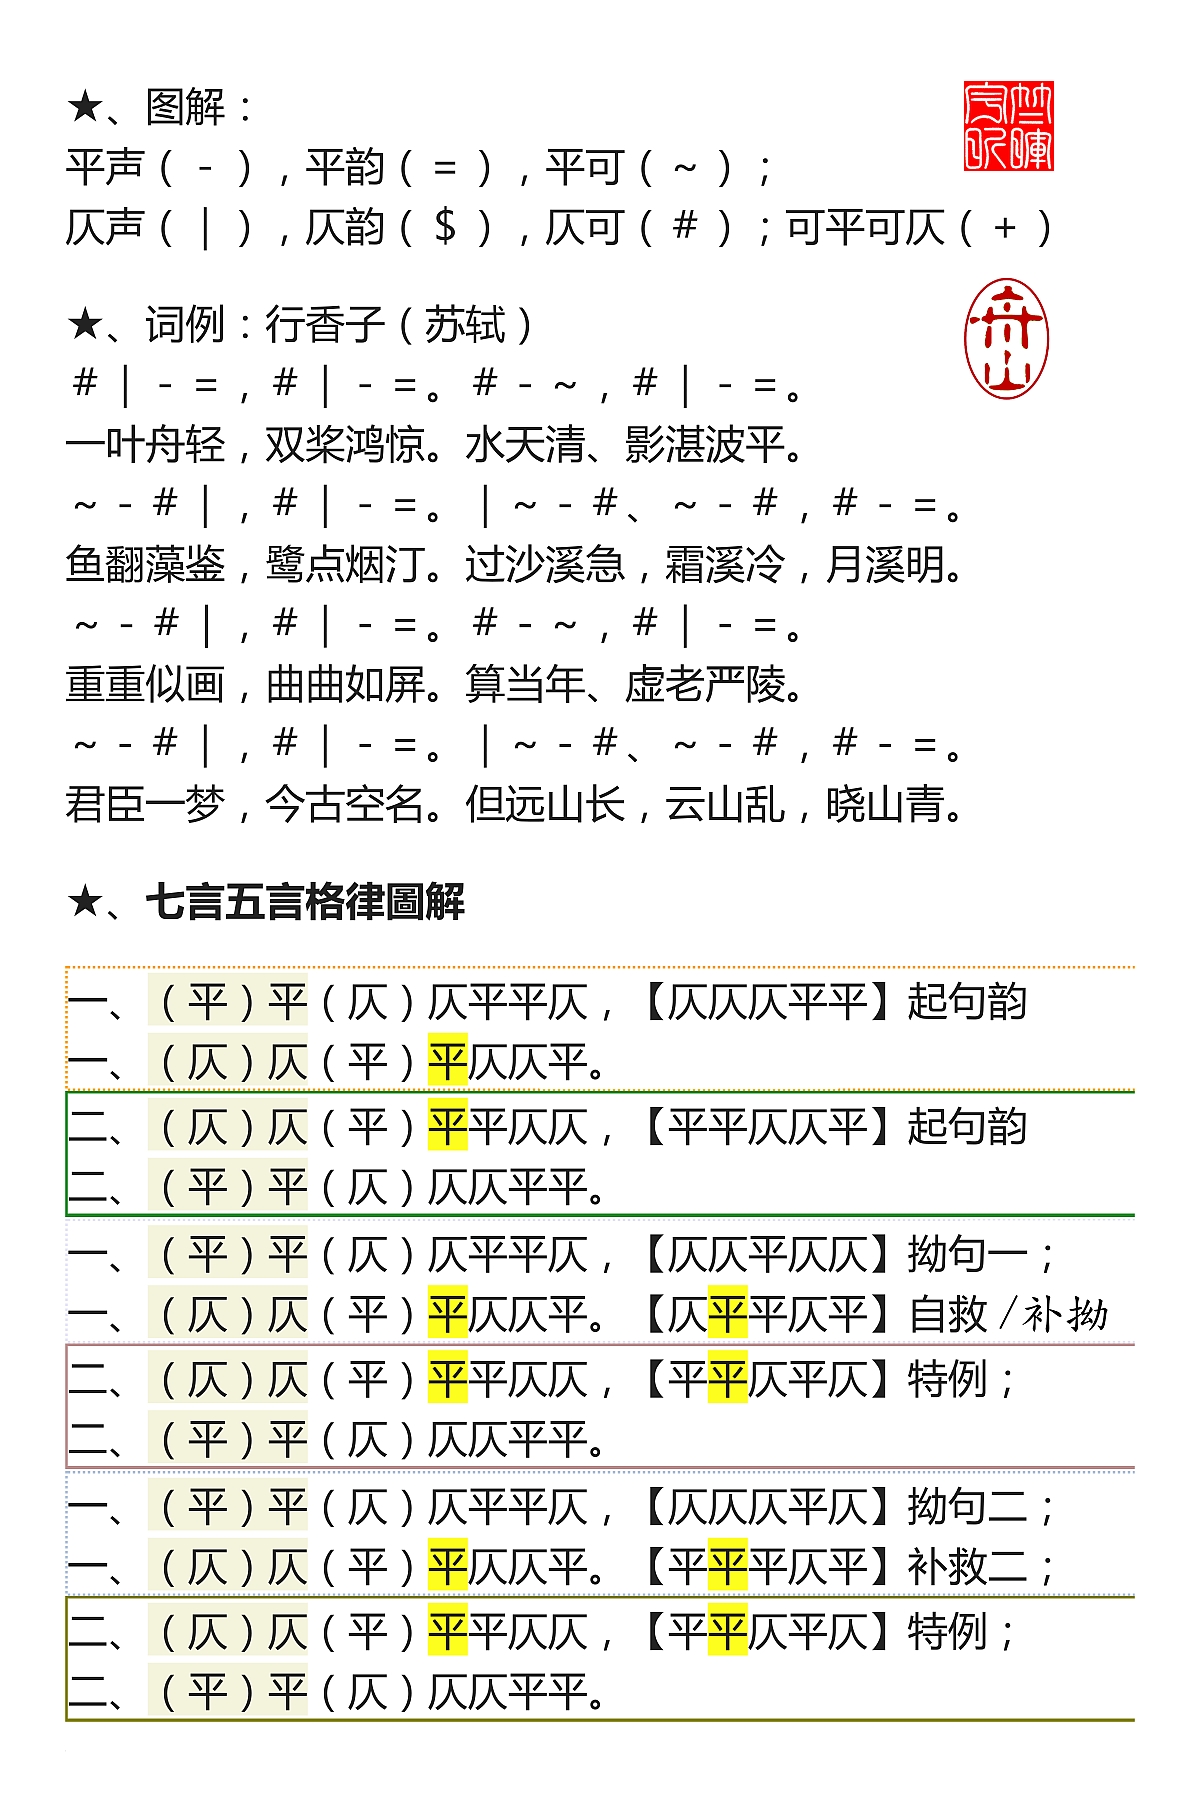 ★、图解：
平声（ - ），平韵（ = ），平可（ ~ ）；
仄声（ | ），仄韵（ $ ），仄可（ # ）；可平可仄（ + ）
★、词例：行香子（苏轼）
# | - = ，# | - = 。# - ~ ，# | - = 。
一叶舟轻，双桨鸿惊。水天清、影湛波平。
~ - # | ，# | - = 。| ~ - # 、~ - # ，# - = 。
鱼翻藻鉴，鹭点烟汀。过沙溪急，霜溪冷，月溪明。
~ - # | ，# | - = 。# - ~ ，# | - = 。
重重似画，曲曲如屏。算当年、虚老严陵。
~ - # | ，# | - = 。| ~ - # 、~ - # ，# - = 。
君臣一梦，今古空名。但远山长，云山乱，晓山青。
★、七言五言格律圖解
一、（平）平（仄）仄平平仄，【仄仄仄平平】起句韵
一、（仄）仄（平）平仄仄平。
二、（仄）仄（平）平平仄仄，【平平仄仄平】起句韵
二、（平）平（仄）仄仄平平。
一、（平）平（仄）仄平平仄，【仄仄平仄仄】拗句一；
一、（仄）仄（平）平仄仄平。【仄平平仄平】自救/补拗
二、（仄）仄（平）平平仄仄，【平平仄平仄】特例；
二、（平）平（仄）仄仄平平。
一、（平）平（仄）仄平平仄，【仄仄仄平仄】拗句二；
一、（仄）仄（平）平仄仄平。【平平平仄平】补救二；
二、（仄）仄（平）平平仄仄，【平平仄平仄】特例；
二、（平）平（仄）仄仄平平。
舟山